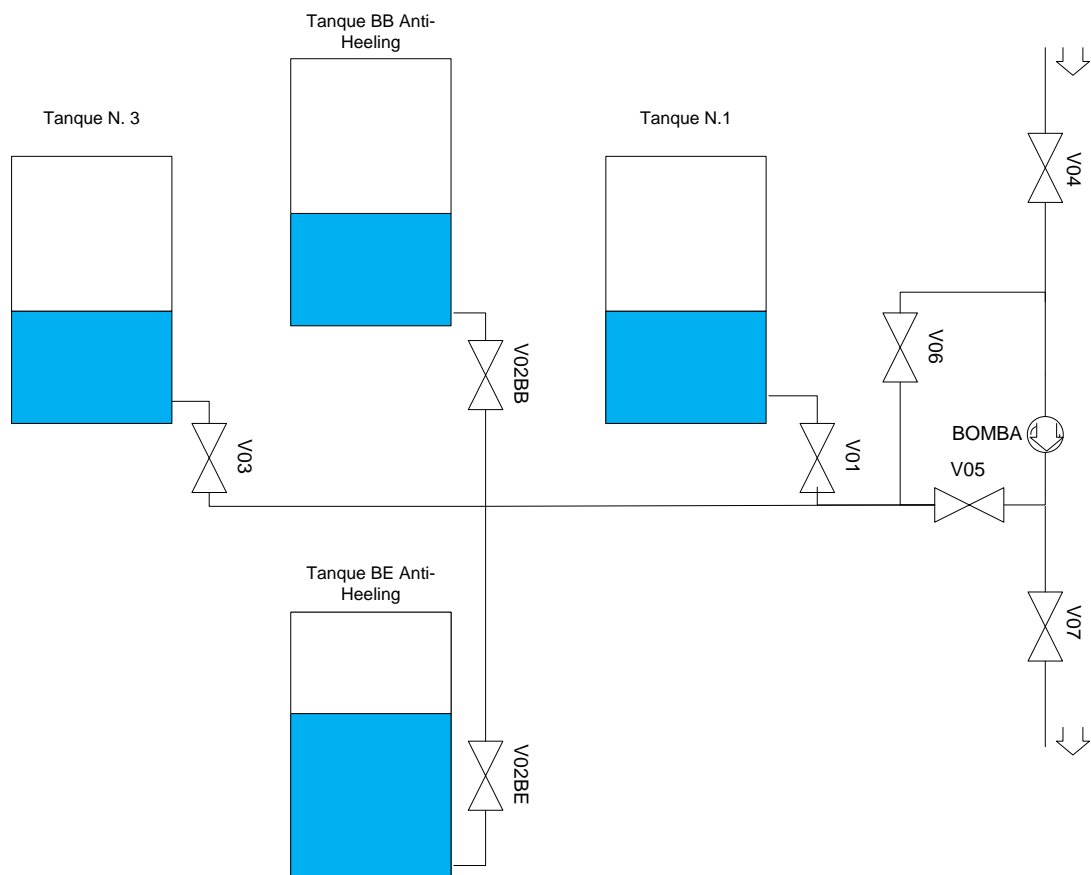 Tanque BB Anti-
Heeling
Tanque N. 3
Tanque N.1
V04
V06
V02BB
BOMBA
V03
V01
V05
Tanque BE Anti-
Heeling
V07
V02BE